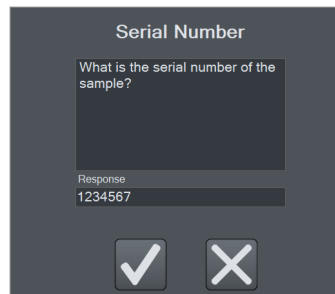 Serial Number
What is the serial number of the
sample?
Response
1234567